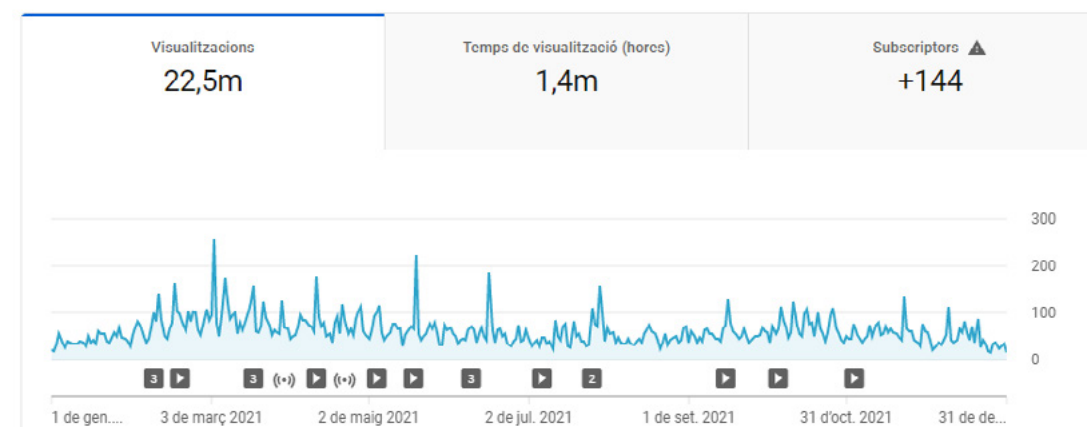 Visualitzacions
22,5m
Temps de visualització (hores)
1,4m
Subscriptors
+144
300
200
100
0
3 3 3 2
1 de gen.... 3 de març 2021 2 de maig 2021 2 de jul. 2021 1 de set. 2021 31 d'oct. 2021 31 de de...